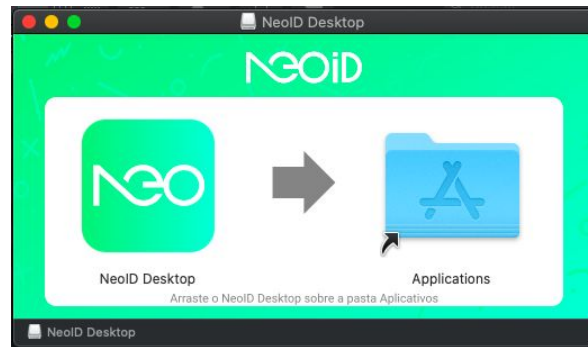 NeoID Desktop
NEOiD
NEO
NeoID Desktop
Applications
Arraste o NeoID Desktop sobre a pasta Aplicativos
NeoID Desktop